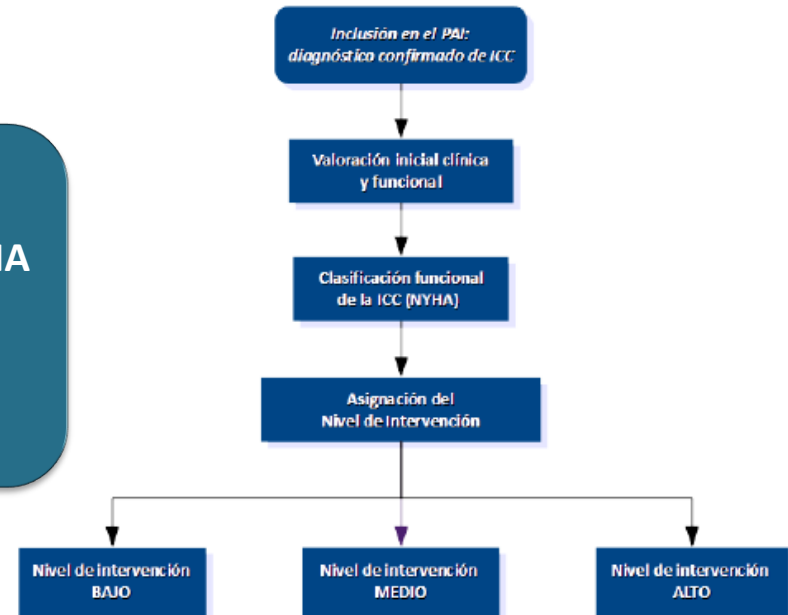 Inclusión en el PAI:
diagnóstico confirmado de ICC
Valoración inicial clínica
y funcional
Clasificación funcional
de la ICC (NYHA)
Asignación del
Nivel de Intervención
Nivel de intervención
BAJO
Nivel de intervención
MEDIO
Nivel de intervención
ALTO